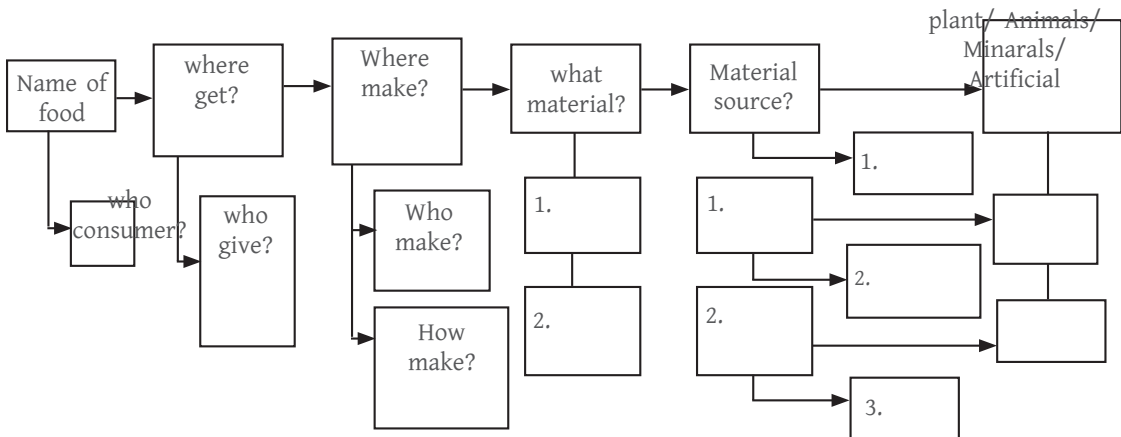 Name of
food
who
consumer?
where
get?
who
give?
Where
make?
Who
make?
How
make?
what
material?
1.
2.
Material
source?
1.
1.
2.
2.
3.
plant/ Animals/
Minarals/
Artificial